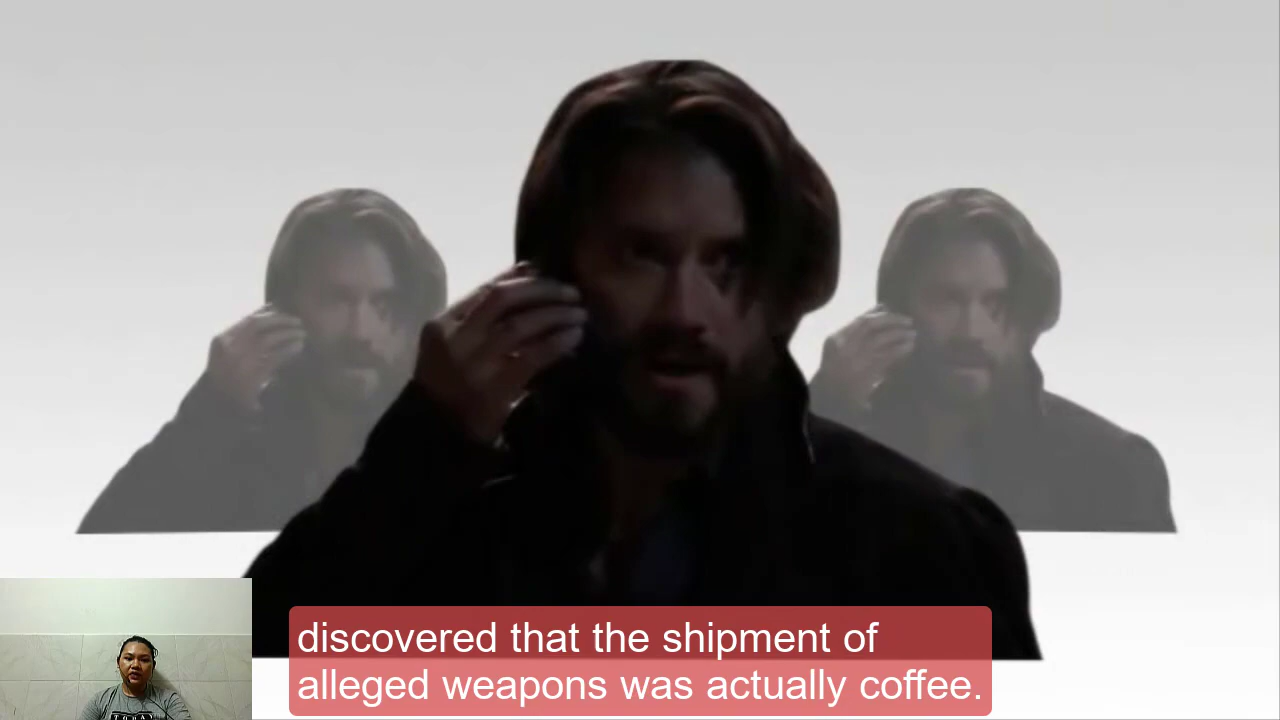 discovered that the shipment of
alleged weapons was actually coffee.